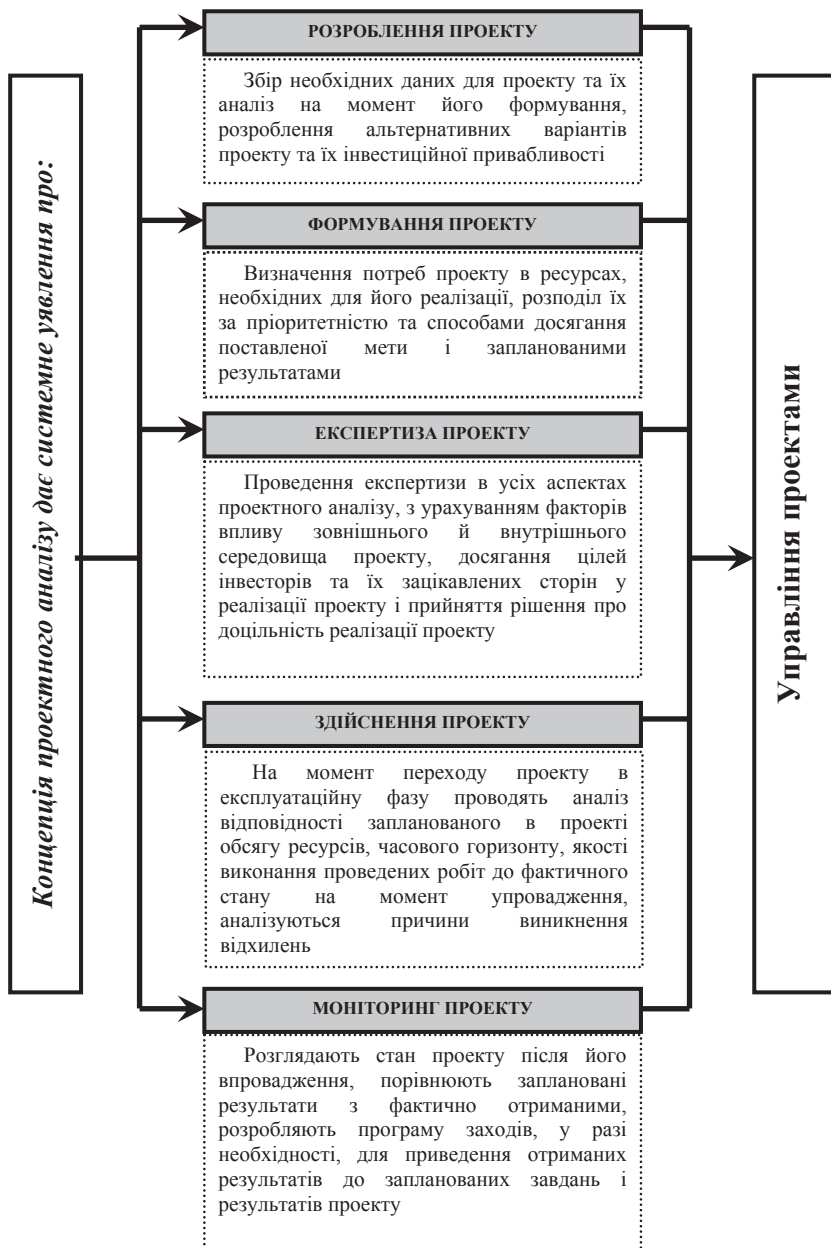 Концепція проектного аналізу дає системне уявлення про:
РОЗРОБЛЕННЯ ПРОЕКТУ
Збір необхідних даних для проекту та їх
аналіз на момент його формування,
розроблення альтернативних варіантів
проекту та їх інвестиційної привабливості
ФОРМУВАННЯ ПРОЕКТУ
Визначення потреб проекту в ресурсах,
необхідних для його реалізації, розподіл їх
за пріоритетністю та способами досягання
поставленої мети і запланованими
результатами
ЕКСПЕРТИЗА ПРОЕКТУ
Проведення експертизи в усіх аспектах
проектного аналізу, з урахуванням факторів
впливу зовнішнього й внутрішнього
середовища проекту, досягання цілей
інвесторів та їх зацікавлених сторін у
реалізації проекту і прийняття рішення про
доцільність реалізації проекту
ЗДІЙСНЕННЯ ПРОЕКТУ
На момент переходу проекту в
експлуатаційну фазу проводять аналіз
відповідності запланованого в проекті
обсягу ресурсів, часового горизонту, якості
виконання проведених робіт до фактичного
стану на момент упровадження,
аналізуються причини виникнення
відхилень
МОНІТОРИНГ ПРОЕКТУ
Розглядають стан проекту після його
впровадження, порівнюють заплановані
результати з фактично отриманими,
розробляють програму заходів, у разі
необхідності, для приведення отриманих
результатів до запланованих завдань і
результатів проекту
Управління проектами